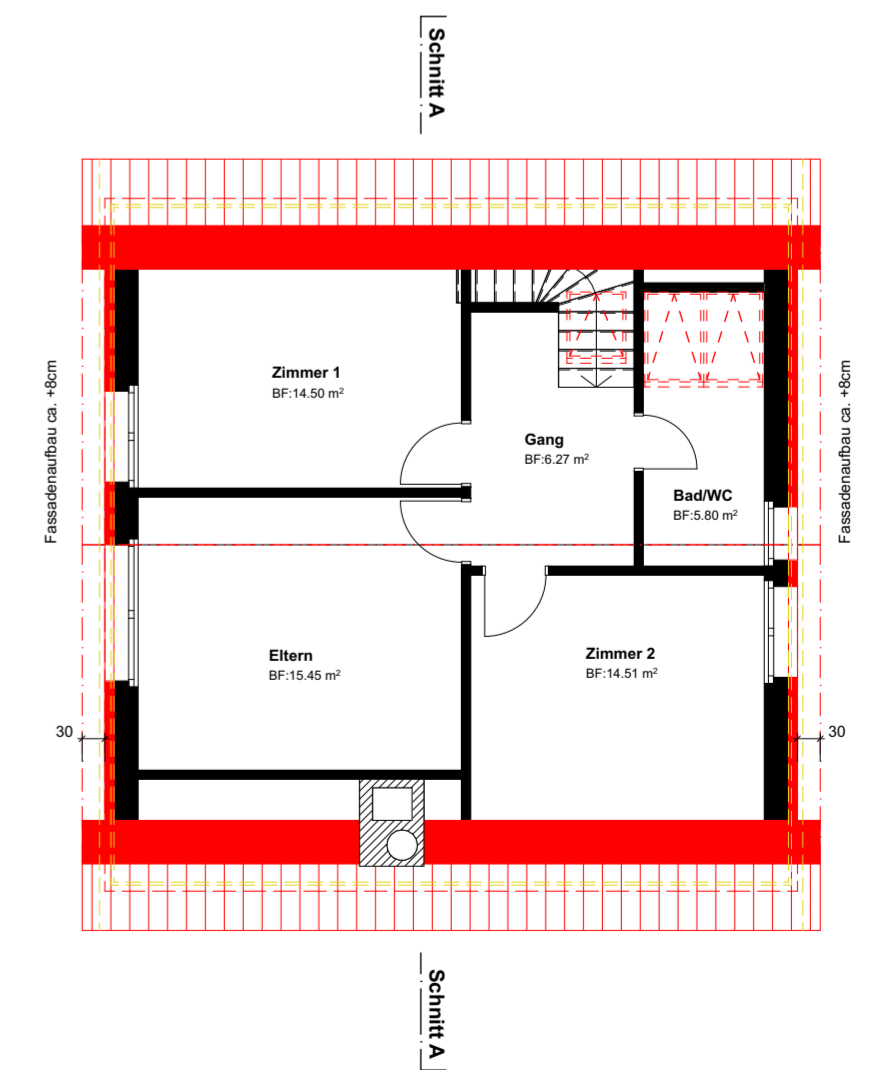 Schnitt A
Fassadenaufbau ca. +8cm
Fassadenaufbau ca. +8cm
Zimmer 1
BF:14.50 m²
Gang
BF:6.27 m²
Bad/WC
BF:5.80 m²
Eltern
BF:15.45 m²
Zimmer 2
BF:14.51 m²
30
30
Schnitt A